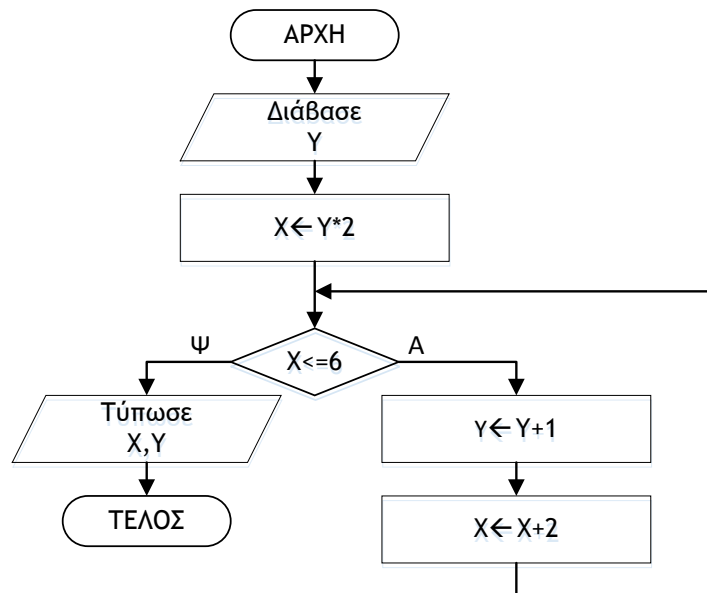 ΑΡΧΗ
Διάβασε
Υ
Χ← Υ*2
Ψ
Χ<=6
Α
Τύπωσε
Χ,Υ
Υ← Υ+1
ΤΕΛΟΣ
Χ← Χ+2